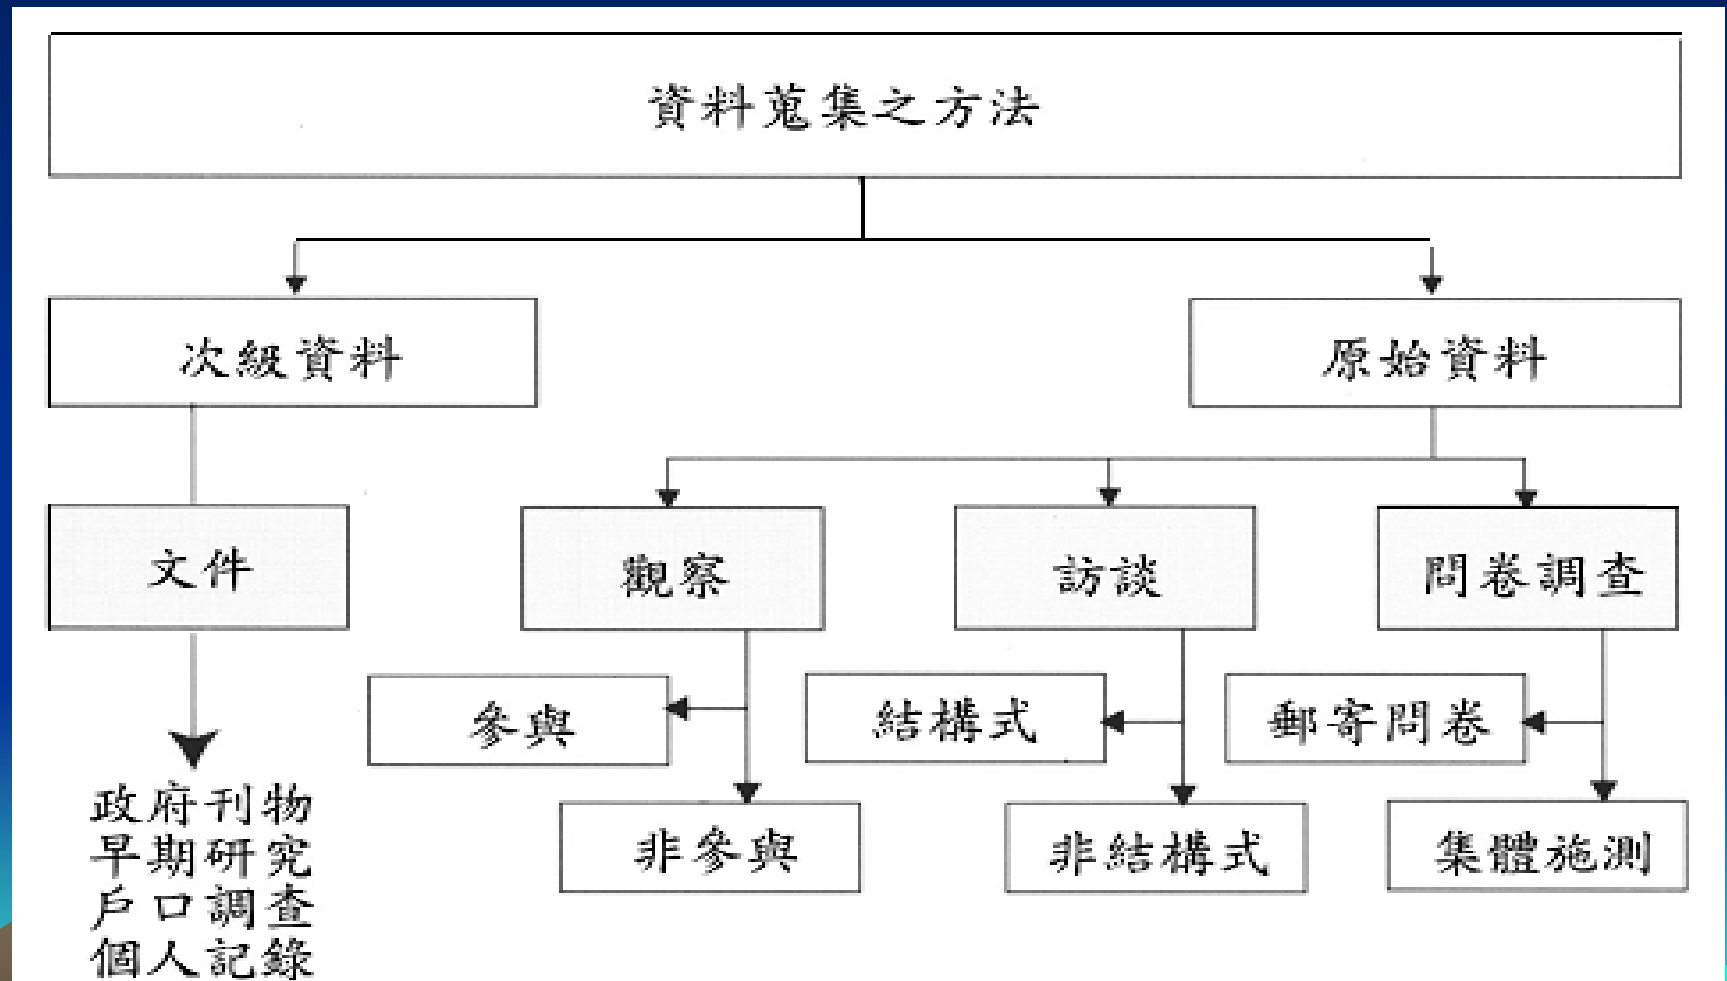 資料蒐集之方法
次級資料
原始資料
文件
觀察
訪談
問卷調查
參與
結構式
郵寄問卷
非參與
非結構式
集體施測
政府刊物
早期研究
戶口調查
個人記錄